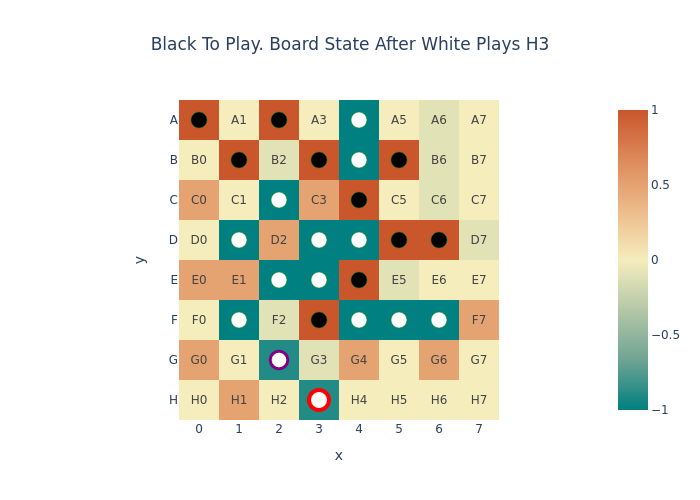 Black To Play. Board State After White Plays H3
A A1 A3 A5 A6 A7
B B0 B2 B6 B7
C C0 C1 C3 C5 C6 C7
D D0 D2 D7
E E0 E1 E5 E6 E7
F F0 F2 F7
G G0 G1 G3 G4 G5 G6 G7
H H0 H1 H2 H4 H5 H6 H7
0 1 2 3 4 5 6 7
x
y
1
0.5
0
−0.5
−1